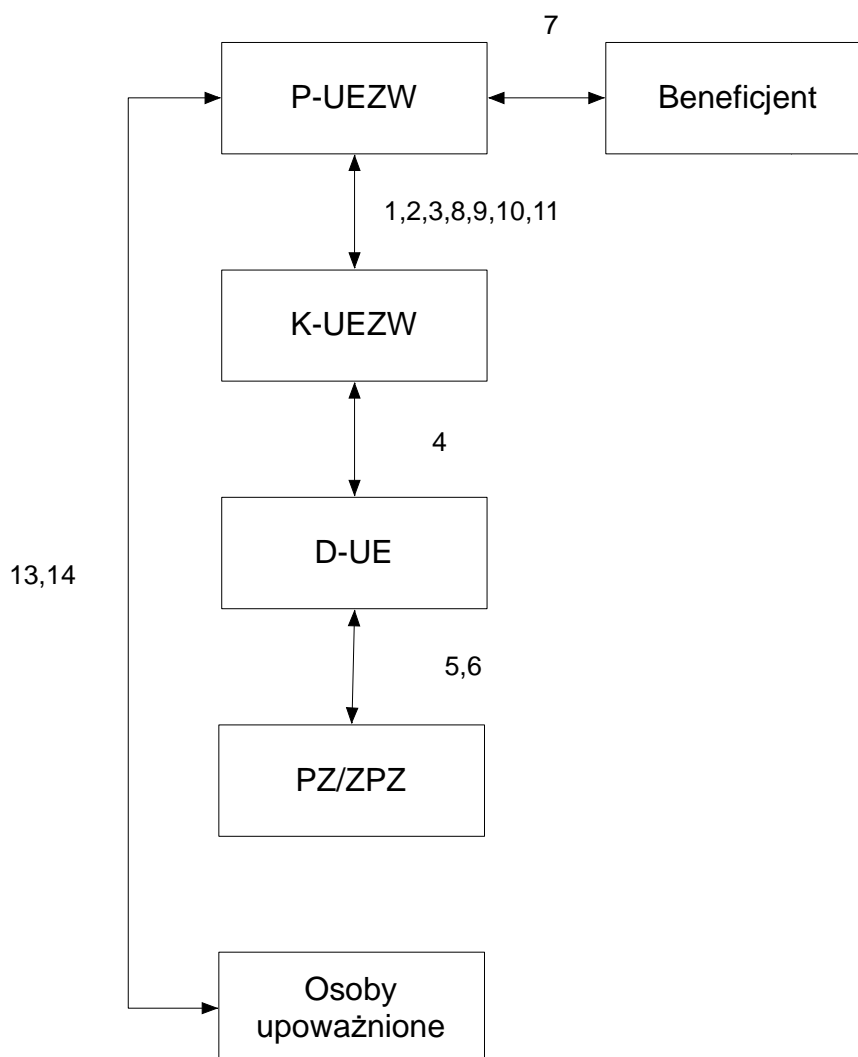 7
P-UEZW
Beneficjent
1,2,3,8,9,10,11
K-UEZW
4
D-UE
13,14
5,6
PZ/ZPZ
Osoby
upoważnione